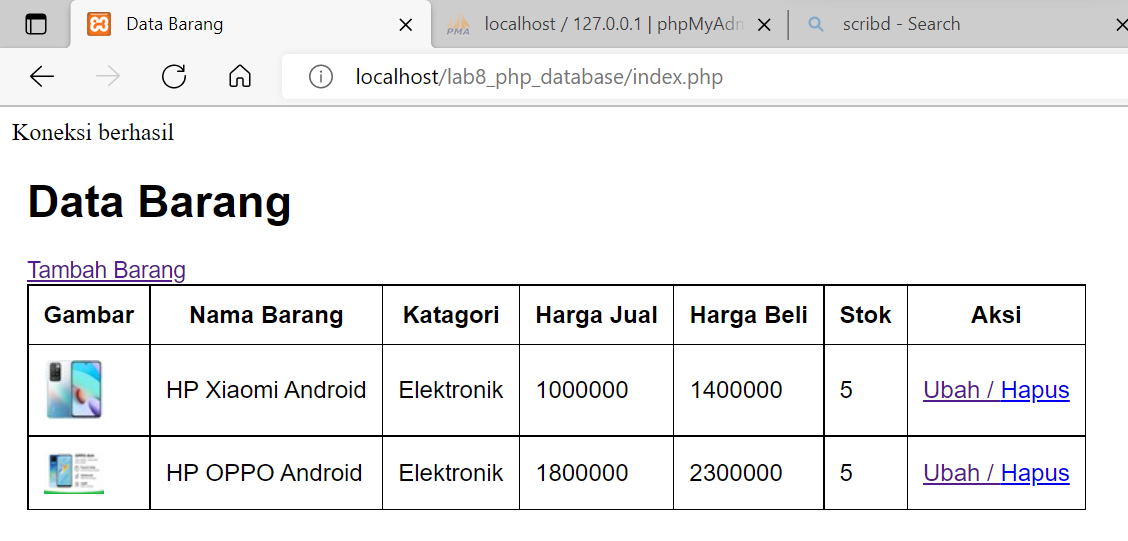 Data Barang
PMA
localhost / 127.0.0.1 | phpMyAdn
scribd - Search
localhost/lab8_php_database/index.php
Koneksi berhasil
Data Barang
Tambah Barang
Gambar Nama Barang Katagori Harga Jual Harga Beli Stok Aksi
HP Xiaomi Android Elektronik 1000000 1400000 5 Ubah / Hapus
HP OPPO Android Elektronik 1800000 2300000 5 Ubah / Hapus